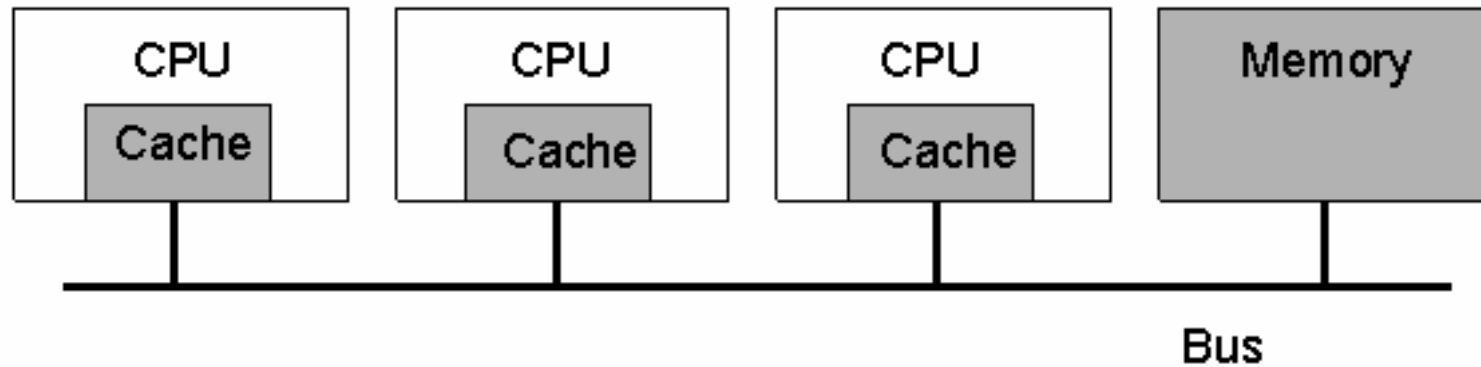 CPU
Cache
CPU
Cache
CPU
Cache
Memory
Bus